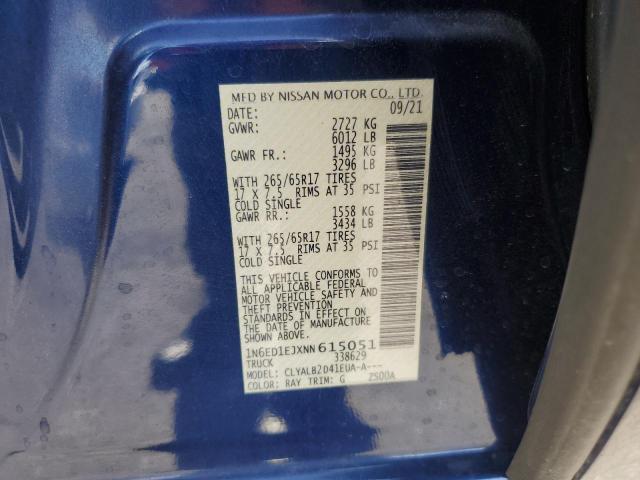 MFD BY NISSAN MOTOR CO., LTD.
DATE: 09/21
GVWR: 2727 KG
6012 LB
GAWR FR.: 1495 KG
3296 LB
WITH 265/65R17 TIRES
17 X 7.5 RIMS AT 35 PSI
COLD SINGLE
GAWR RR.: 1558 KG
3434 LB
WITH 265/65R17 TIRES
17 X 7.5 RIMS AT 35 PSI
COLD SINGLE
THIS VEHICLE CONFORMS TO
ALL APPLICABLE FEDERAL
MOTOR VEHICLE SAFETY AND
THEFT PREVENTION
STANDARDS IN EFFECT ON
THE DATE OF MANUFACTURE
SHOWN ABOVE.
1N6ED1EJXNN615051
TRUCK 338629
MODEL: CLYALB2D41EUA-A---
COLOR: RAY TRIM: G Z500A